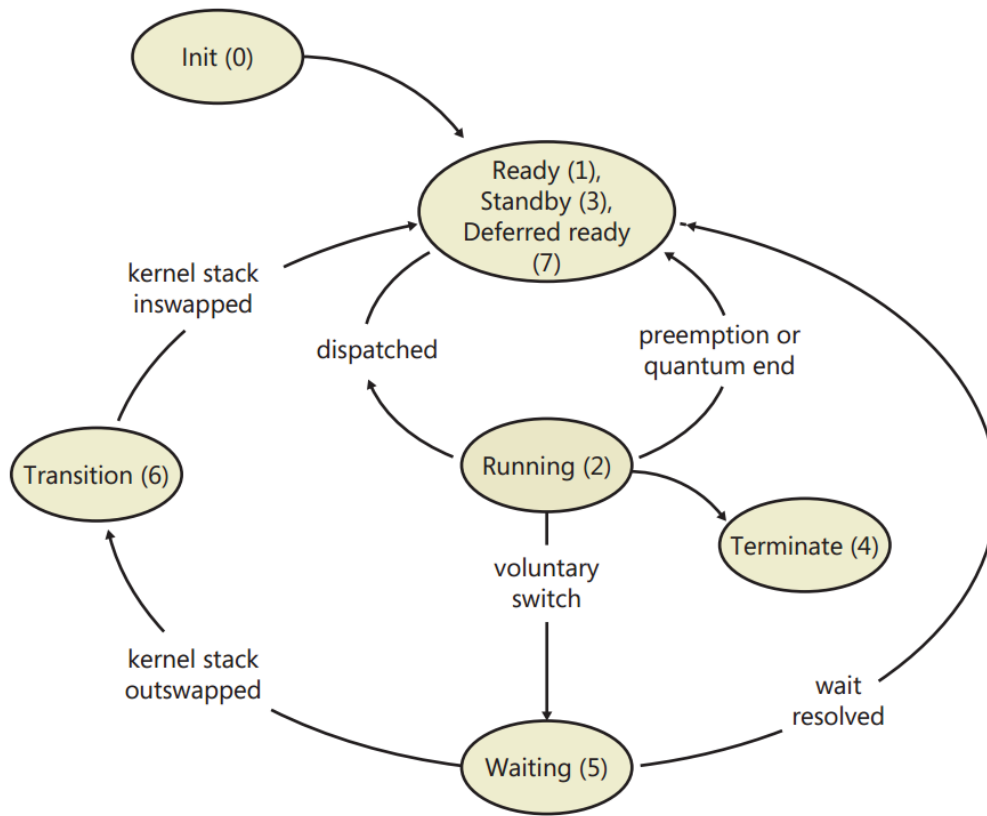 Init (0)
Ready (1),
Standby (3),
Deferred ready
(7)
kernel stack
inswapped
dispatched
preemption or
quantum end
Transition (6)
Running (2)
Terminate (4)
voluntary
switch
kernel stack
outswapped
wait
resolved
Waiting (5)